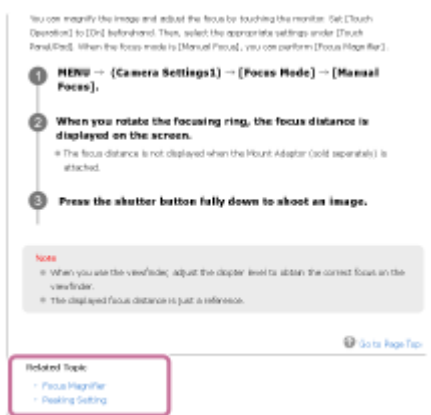 You can magnify the image and adjust the focus by touching the monitor. Set [Touch
Operation] to [On] beforehand. Then, select the appropriate settings under [Touch
Panel/Pad]. When the focus mode is [Manual Focus], you can perform [Focus Magnifier].
1 MENU → (Camera Settings1) → [Focus Mode] → [Manual
Focus].
2 When you rotate the focusing ring, the focus distance is
displayed on the screen.
The focus distance is not displayed when the Mount Adaptor (sold separately) is
attached.
3 Press the shutter button fully down to shoot an image.
Note
When you use the viewfinder, adjust the diopter level to obtain the correct focus on the
viewfinder.
The displayed focus distance is just a reference.
Go to Page Top
Related Topic
Focus Magnifier
Peaking Setting